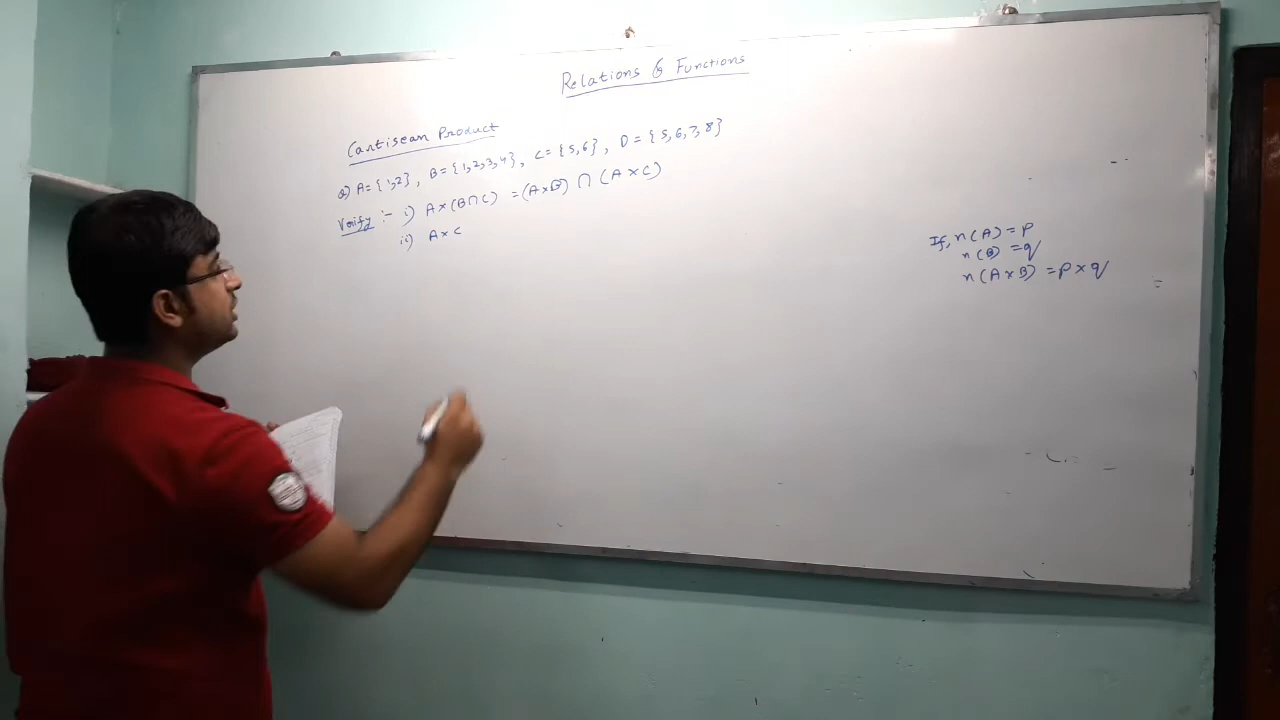 Relations & Functions
Cartisean Product
Q) A = {1,2} , B = {1,2,3,4} , C = {5,6} , D = {5,6,7,8}
Verify :- i) A×(B∩C) = (A×B) ∩ (A×C)
ii) A×C
If, n(A) = p
n(B) = q
n(A×B) = p×q